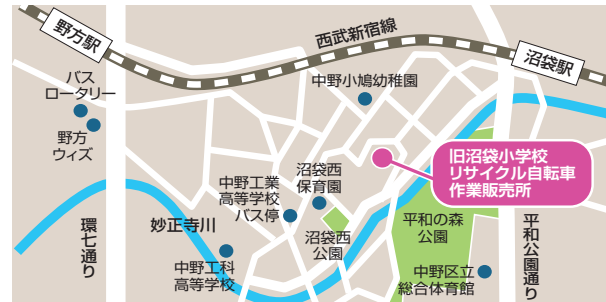 野方駅
西武新宿線
沼袋駅
バス
ロータリー
野方
ウィズ
中野小鳩幼稚園
旧沼袋小学校
リサイクル自転車
作業販売所
中野工業
高等学校
バス停
沼袋西
保育園
沼袋西
公園
平和の森
公園
妙正寺川
中野工科
高等学校
環七通り
中野区立
総合体育館
平和公園通り